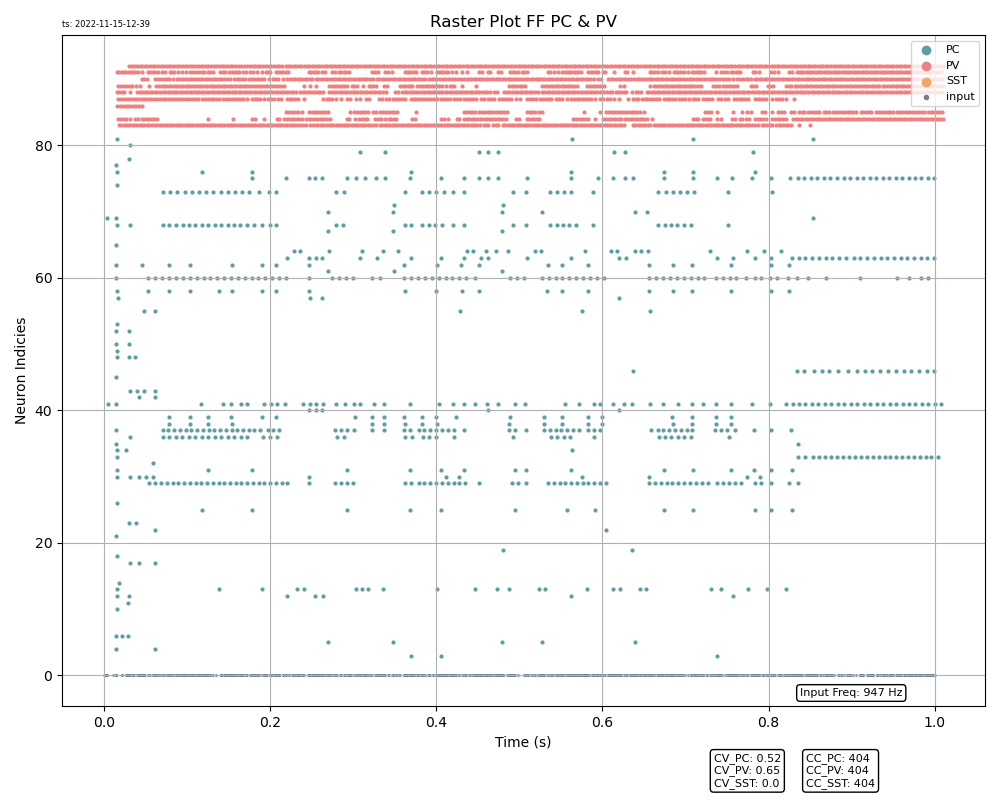 ts: 2022-11-15-12-39
Raster Plot FF PC & PV
PC
PV
SST
input
Neuron Indicies
80
60
40
20
0
Input Freq: 947 Hz
0.0 0.2 0.4 0.6 0.8 1.0
Time (s)
CV_PC: 0.52
CV_PV: 0.65
CV_SST: 0.0
CC_PC: 404
CC_PV: 404
CC_SST: 404